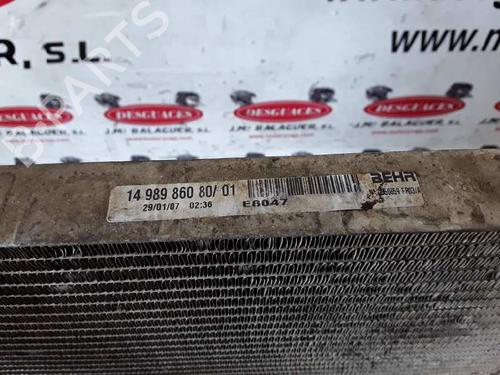 R, S.L.
www.
DESGUACES
J.M. BALAGUER, S.L.
DESGUACES
J.M. BALAGUER, S.L.
DESGUACES
J.M. BALAGUER, S.L.
PARTS
14 989 860 80/ 01
29/01/07 02:36
E8047
BEHR